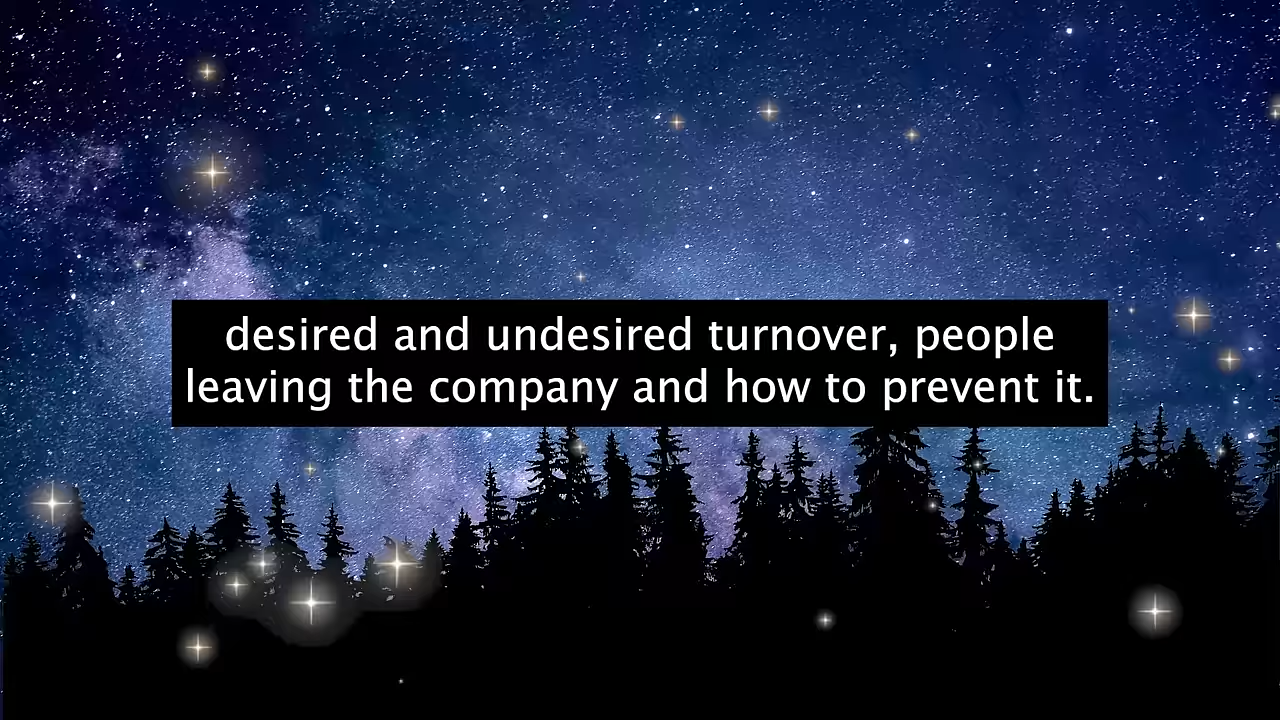 desired and undesired turnover, people
leaving the company and how to prevent it.